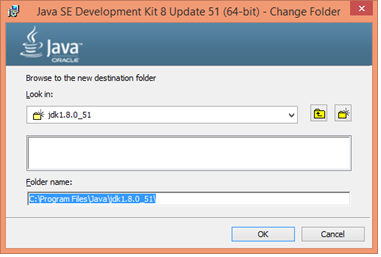 Java SE Development Kit 8 Update 51 (64-bit) - Change Folder
Java
ORACLE
Browse to the new destination folder
Look in:
jdk1.8.0_51
Folder name:
C:\Program Files\Java\jdk1.8.0_51\
OK
Cancel